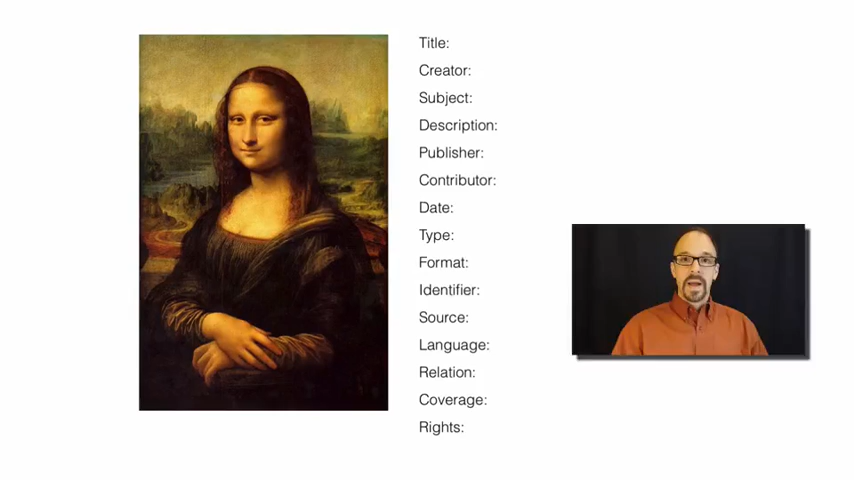 Title:
Creator:
Subject:
Description:
Publisher:
Contributor:
Date:
Type:
Format:
Identifier:
Source:
Language:
Relation:
Coverage:
Rights: